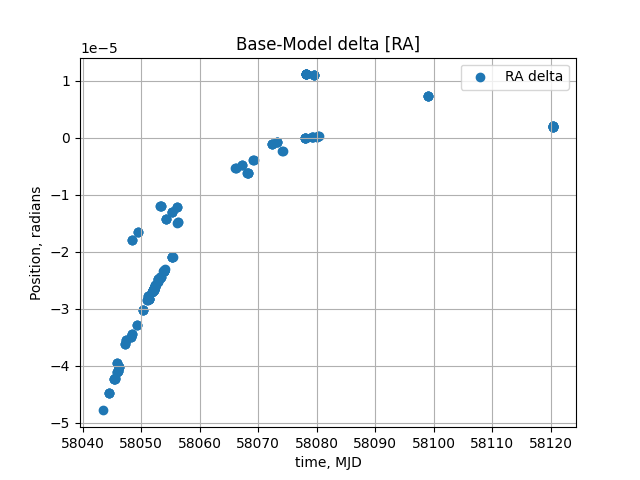 Base-Model delta [RA]
1e−5
RA delta
1
0
−1
−2
−3
−4
−5
Position, radians
58040 58050 58060 58070 58080 58090 58100 58110 58120
time, MJD